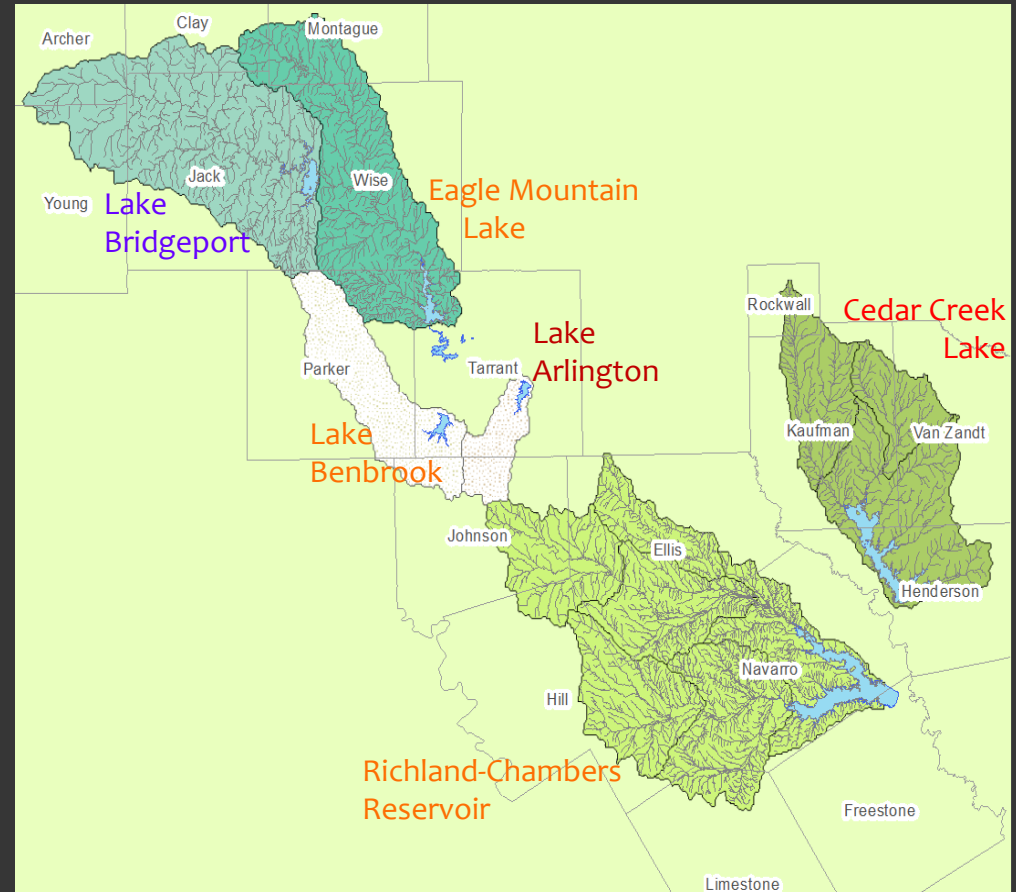 Clay
Montague
Archer
Jack
Wise
Eagle Mountain
Lake
Young
Lake
Bridgeport
Rockwall
Cedar Creek
Lake
Lake
Arlington
Parker
Tarrant
Lake
Benbrook
Kaufman
Van Zandt
Johnson
Ellis
Henderson
Navarro
Hill
Richland-Chambers
Reservoir
Freestone
Limestone